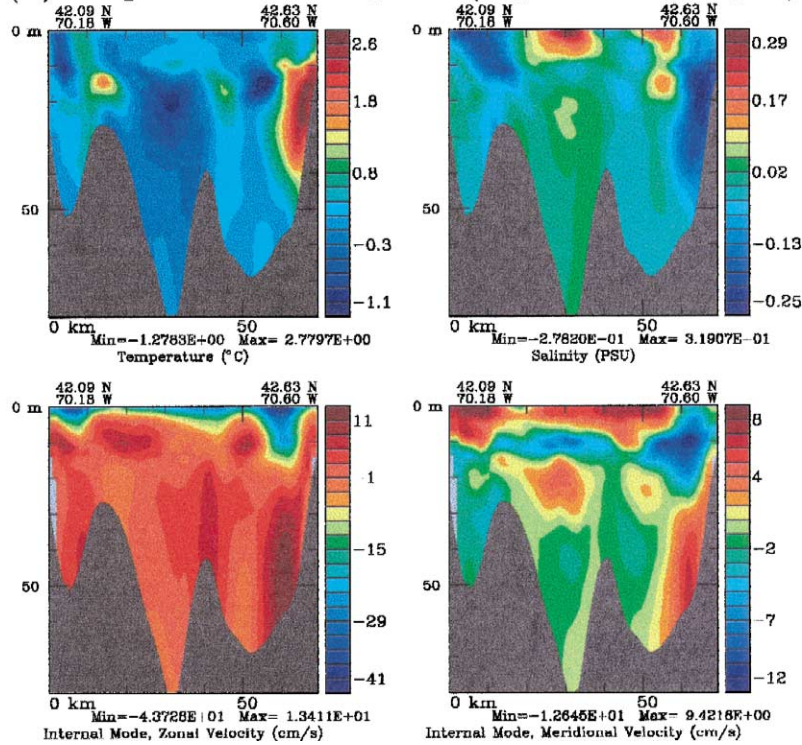 42.09 N 42.63 N 42.09 N 42.63 N
70.18 W 70.60 W 70.18 W 70.60 W
0 m 0 m
2.6 0.29
1.8 0.17
0.8 0.02
50 50
-0.3 -0.13
-1.1 -0.25
0 km 50 0 km 50
Min=-1.2783E+00 Max= 2.7797E+00 Min=-2.7820E-01 Max= 3.1907E-01
Temperature (°C) Salinity (PSU)
42.09 N 42.63 N 42.09 N 42.63 N
70.18 W 70.60 W 70.18 W 70.60 W
0 m 0 m
11 8
1 4
-15 -2
50 50
-29 -7
-41 -12
0 km 50 0 km 50
Min=-4.3728E+01 Max= 1.3411E+01 Min=-1.2645E+01 Max= 9.4216E+00
Internal Mode, Zonal Velocity (cm/s) Internal Mode, Meridional Velocity (cm/s)